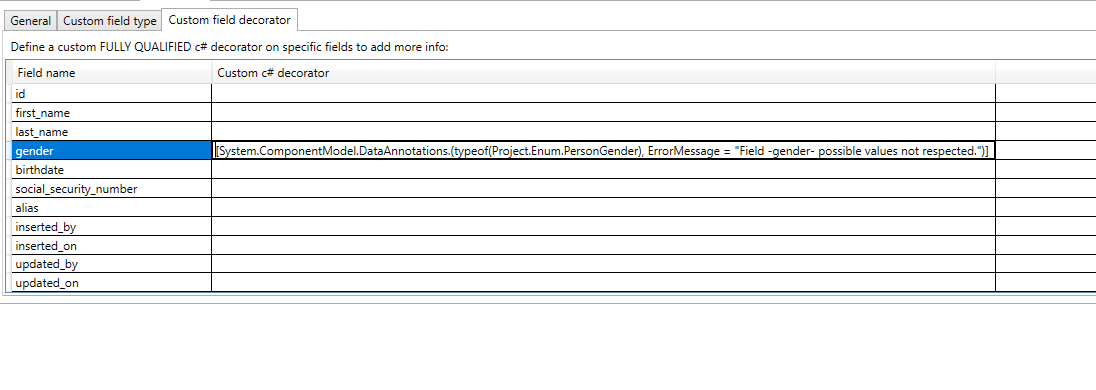 General Custom field type Custom field decorator
Define a custom FULLY QUALIFIED c# decorator on specific fields to add more info:
Field name Custom c# decorator
id
first_name
last_name
gender [System.ComponentModel.DataAnnotations.(typeof(Project.Enum.PersonGender), ErrorMessage = "Field -gender- possible values not respected.")]
birthdate
social_security_number
alias
inserted_by
inserted_on
updated_by
updated_on